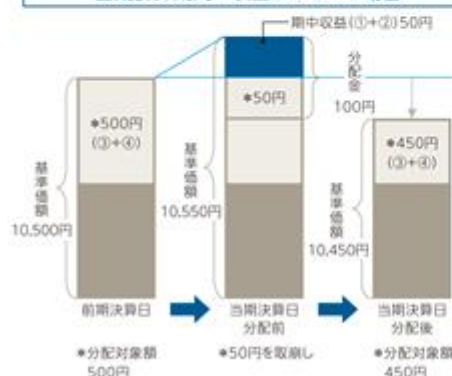 期中収益(①+②)50円
＊50円
分配金
100円
＊500円
(③+④)
＊450円
(③+④)
基準価額
10,500円
基準価額
10,550円
基準価額
10,450円
前期決算日
当期決算日
分配前
当期決算日
分配後
＊分配対象額
500円
＊50円を取崩し
＊分配対象額
450円